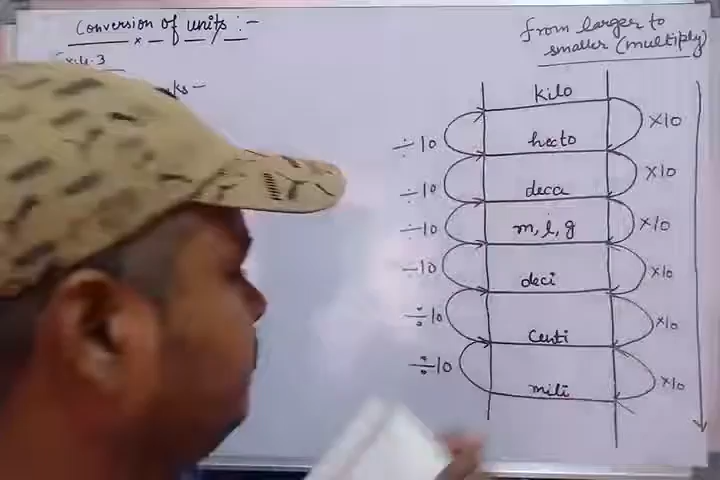 Conversion of units :-
from larger to
smaller (multiply)
kilo
×10
÷10
hecto
×10
÷10
deca
÷10
m, l, g
×10
÷10
deci
×10
÷10
Centi
×10
÷10
mili
×10